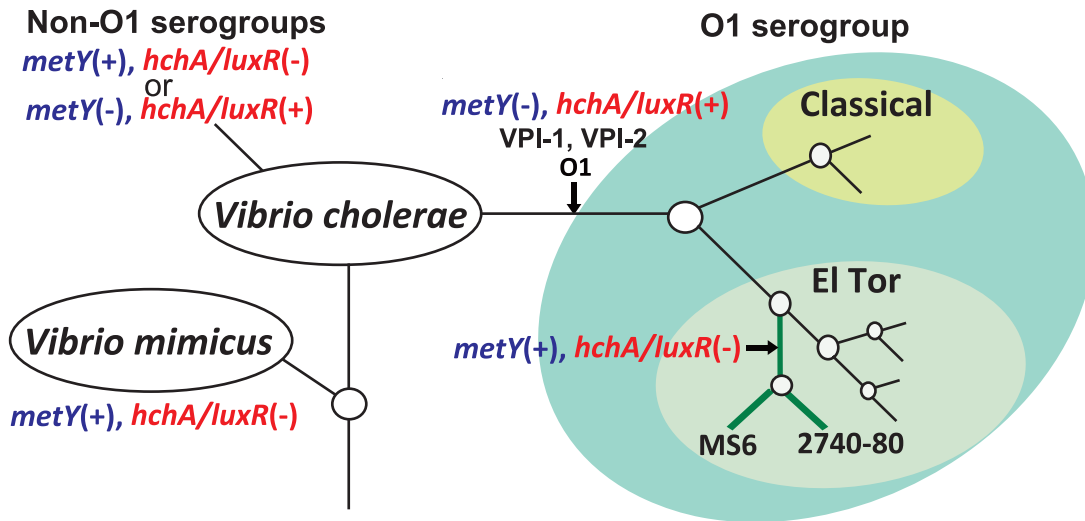 Non-O1 serogroups
metY(+), hchA/luxR(-)
or
metY(-), hchA/luxR(+)
O1 serogroup
Classical
metY(-), hchA/luxR(+)
VPI-1, VPI-2
O1
Vibrio cholerae
El Tor
Vibrio mimicus
metY(+), hchA/luxR(-)
metY(+), hchA/luxR(-)
MS6
2740-80